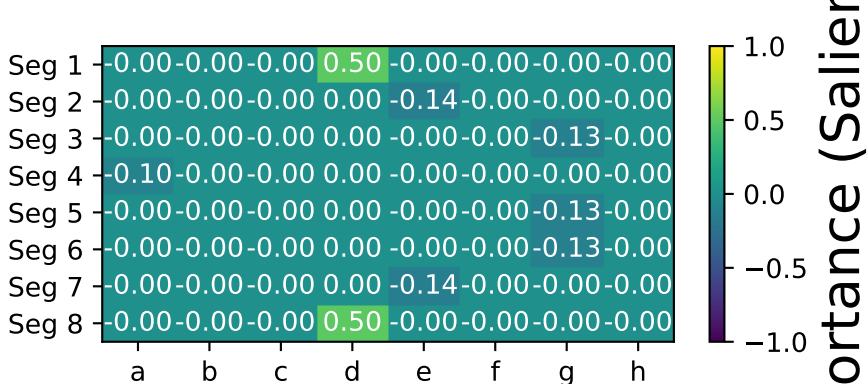 Seg 1 -0.00 -0.00 -0.00 0.50 -0.00 -0.00 -0.00 -0.00
Seg 2 -0.00 -0.00 -0.00 0.00 -0.14 -0.00 -0.00 -0.00
Seg 3 -0.00 -0.00 -0.00 0.00 -0.00 -0.00 -0.13 -0.00
Seg 4 -0.10 -0.00 -0.00 0.00 -0.00 -0.00 -0.00 -0.00
Seg 5 -0.00 -0.00 -0.00 0.00 -0.00 -0.00 -0.13 -0.00
Seg 6 -0.00 -0.00 -0.00 0.00 -0.00 -0.00 -0.13 -0.00
Seg 7 -0.00 -0.00 -0.00 0.00 -0.14 -0.00 -0.00 -0.00
Seg 8 -0.00 -0.00 -0.00 0.50 -0.00 -0.00 -0.00 -0.00
a b c d e f g h
1.0
0.5
0.0
−0.5
−1.0
ortance (Salien